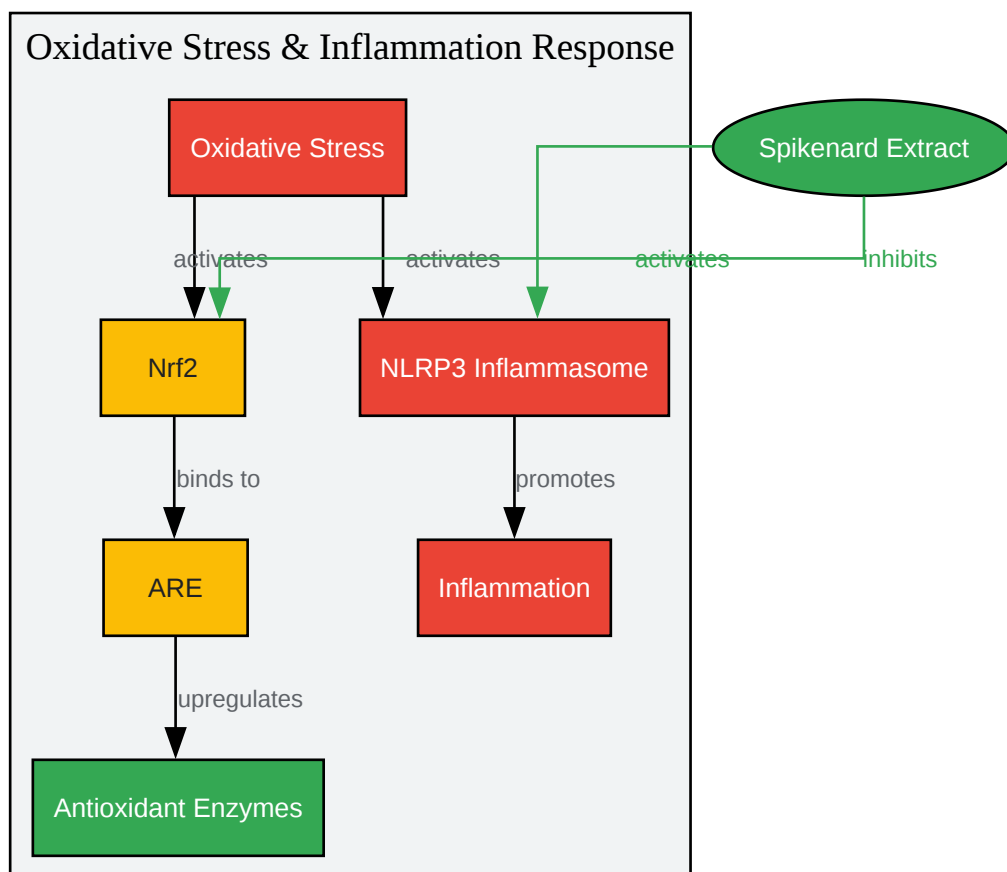 Oxidative Stress & Inflammation Response
Oxidative Stress
Spikenard Extract
activates
activates
activates
inhibits
Nrf2
NLRP3 Inflammasome
binds to
promotes
ARE
Inflammation
upregulates
Antioxidant Enzymes